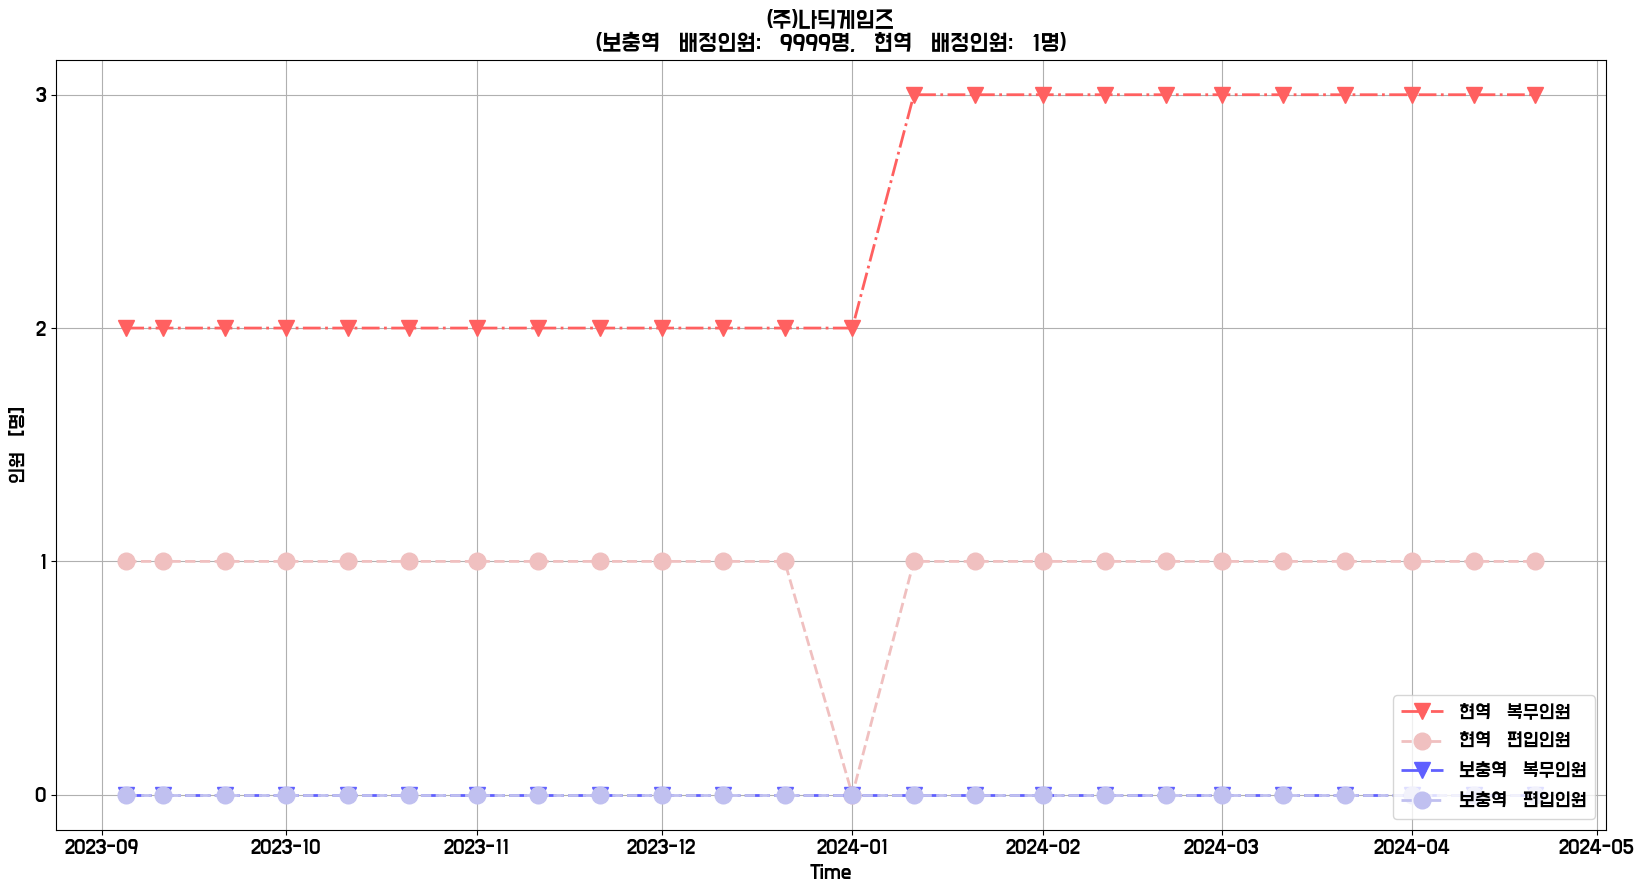 (주)나딕게임즈
(보충역 배정인원: 9999명, 현역 배정인원: 1명)
인원 [명]
3
2
1
0
현역 복무인원
현역 편입인원
보충역 복무인원
보충역 편입인원
2023-09 2023-10 2023-11 2023-12 2024-01 2024-02 2024-03 2024-04 2024-05
Time